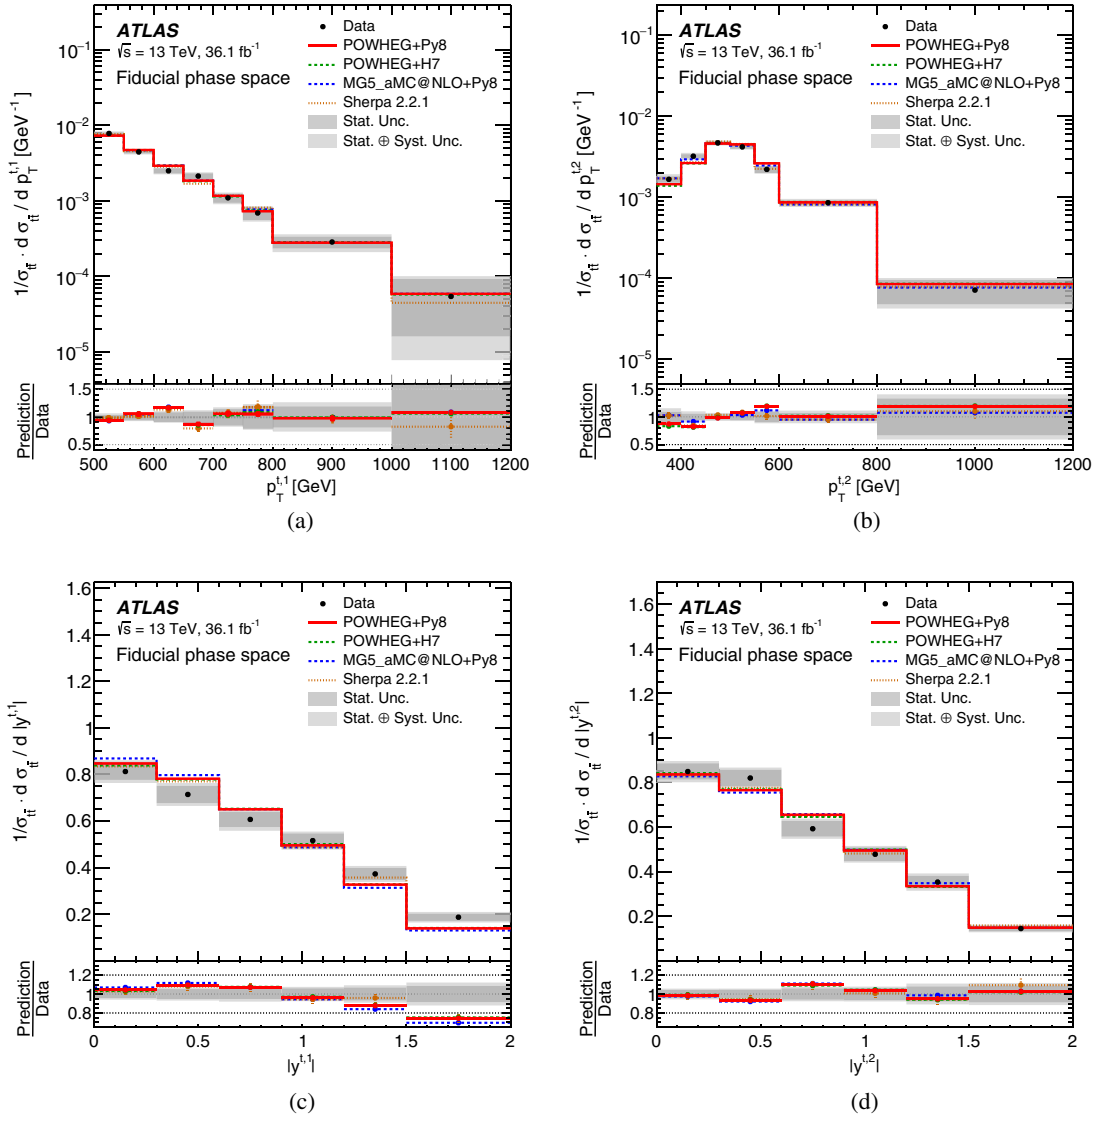 ATLAS
√s = 13 TeV, 36.1 fb⁻¹
Fiducial phase space
Data
POWHEG+Py8
POWHEG+H7
MG5_aMC@NLO+Py8
Sherpa 2.2.1
Stat. Unc.
Stat. ⊕ Syst. Unc.
1/σ_tt̄ · d σ_tt̄ / d p_T^t,1 [GeV⁻¹]
10⁻¹
10⁻²
10⁻³
10⁻⁴
10⁻⁵
Prediction
Data
1.5
1
0.5
500 600 700 800 900 1000 1100 1200
p_T^t,1 [GeV]
(a)
ATLAS
√s = 13 TeV, 36.1 fb⁻¹
Fiducial phase space
Data
POWHEG+Py8
POWHEG+H7
MG5_aMC@NLO+Py8
Sherpa 2.2.1
Stat. Unc.
Stat. ⊕ Syst. Unc.
1/σ_tt̄ · d σ_tt̄ / d p_T^t,2 [GeV⁻¹]
10⁻¹
10⁻²
10⁻³
10⁻⁴
10⁻⁵
Prediction
Data
1.5
1
0.5
400 600 800 1000 1200
p_T^t,2 [GeV]
(b)
ATLAS
√s = 13 TeV, 36.1 fb⁻¹
Fiducial phase space
Data
POWHEG+Py8
POWHEG+H7
MG5_aMC@NLO+Py8
Sherpa 2.2.1
Stat. Unc.
Stat. ⊕ Syst. Unc.
1/σ_tt̄ · d σ_tt̄ / d |y^t,1|
1.6
1.4
1.2
1
0.8
0.6
0.4
0.2
Prediction
Data
1.2
1
0.8
0 0.5 1 1.5 2
|y^t,1|
(c)
ATLAS
√s = 13 TeV, 36.1 fb⁻¹
Fiducial phase space
Data
POWHEG+Py8
POWHEG+H7
MG5_aMC@NLO+Py8
Sherpa 2.2.1
Stat. Unc.
Stat. ⊕ Syst. Unc.
1/σ_tt̄ · d σ_tt̄ / d |y^t,2|
1.6
1.4
1.2
1
0.8
0.6
0.4
0.2
Prediction
Data
1.2
1
0.8
0 0.5 1 1.5 2
|y^t,2|
(d)